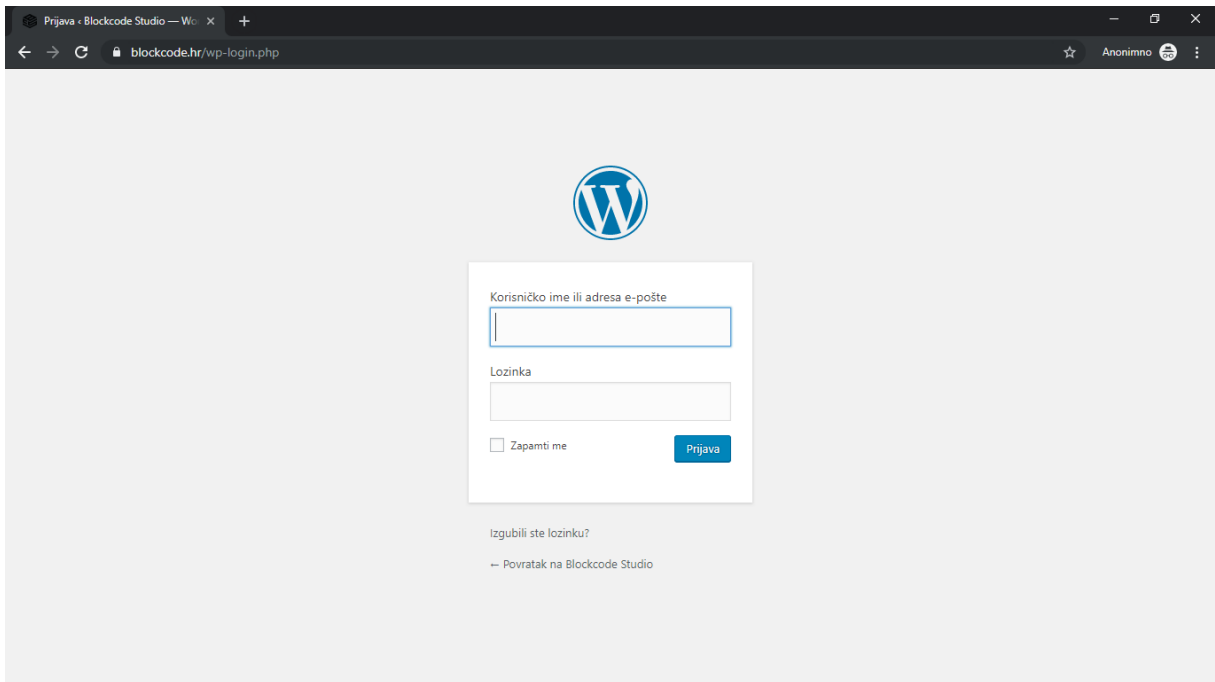 Prijava ‹ Blockcode Studio — Wo
blockcode.hr/wp-login.php
Anonimno
Korisničko ime ili adresa e-pošte
Lozinka
Zapamti me
Prijava
Izgubili ste lozinku?
← Povratak na Blockcode Studio